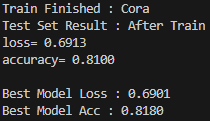 Train Finished : Cora
Test Set Result : After Train
loss= 0.6913
accuracy= 0.8100
Best Model Loss : 0.6901
Best Model Acc : 0.8180